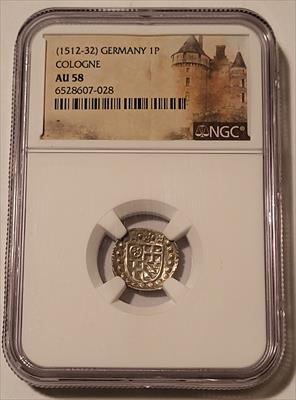 (1512-32) GERMANY 1P
COLOGNE
AU 58
6528607-028
NGC®